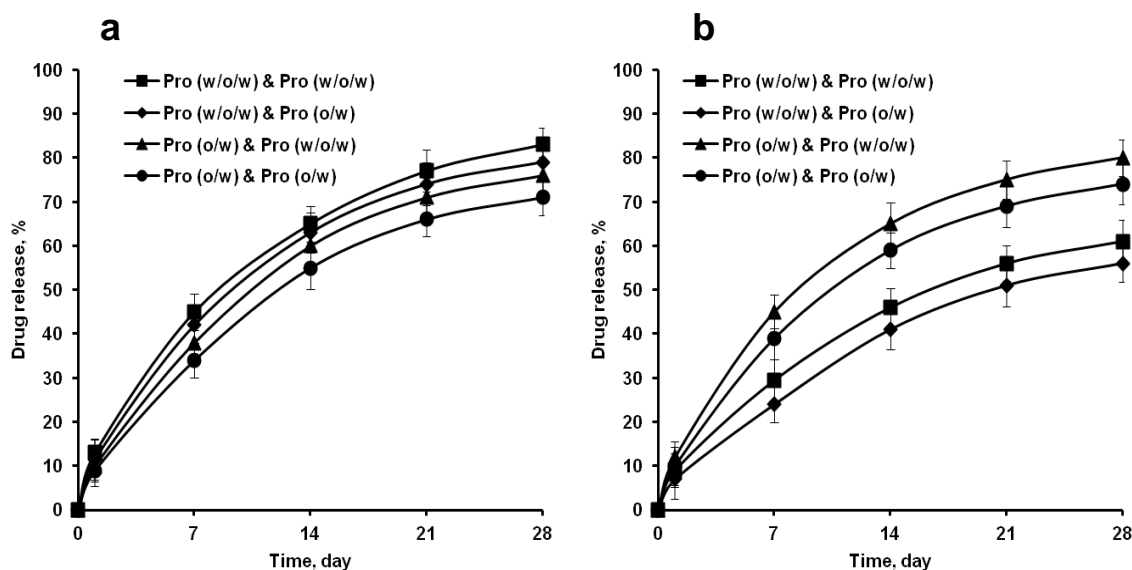 a
100
90
80
70
60
50
40
30
20
10
0
Drug release, %
Pro (w/o/w) & Pro (w/o/w)
Pro (w/o/w) & Pro (o/w)
Pro (o/w) & Pro (w/o/w)
Pro (o/w) & Pro (o/w)
0 7 14 21 28
Time, day
b
100
90
80
70
60
50
40
30
20
10
0
Drug release, %
Pro (w/o/w) & Pro (w/o/w)
Pro (w/o/w) & Pro (o/w)
Pro (o/w) & Pro (w/o/w)
Pro (o/w) & Pro (o/w)
0 7 14 21 28
Time, day